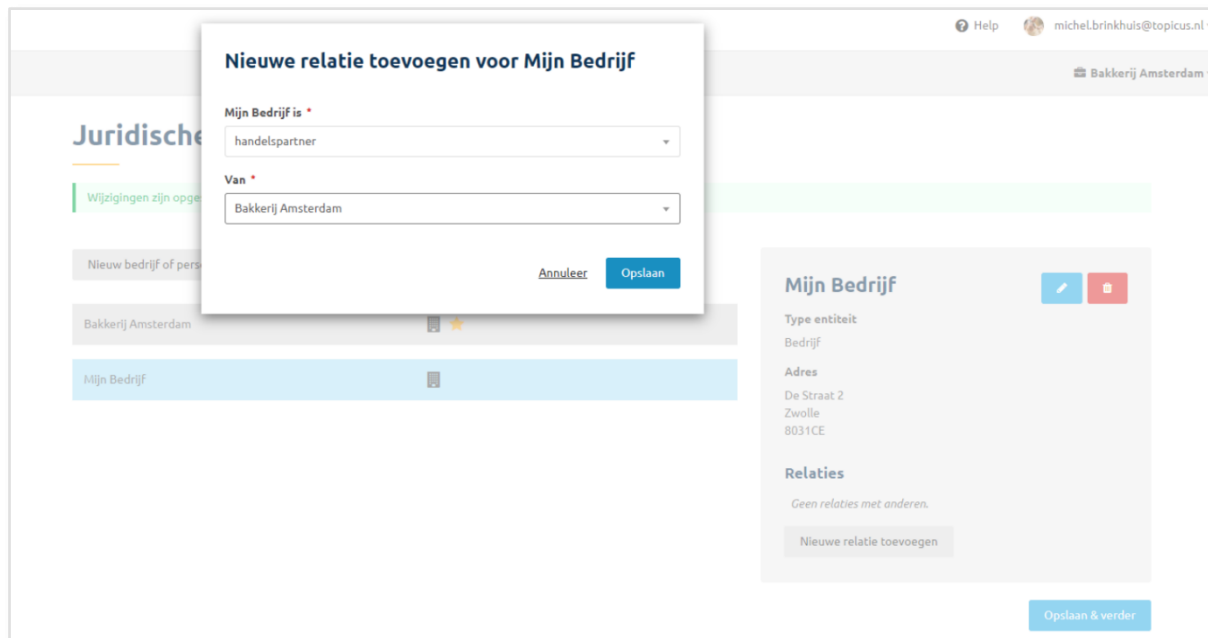 Help
michel.brinkhuis@topicus.nl
Bakkerij Amsterdam
Nieuwe relatie toevoegen voor Mijn Bedrijf
Mijn Bedrijf is *
handelspartner
Van *
Bakkerij Amsterdam
Annuleer
Opslaan
Juridische
Wijzigingen zijn opge
Nieuw bedrijf of pers
Bakkerij Amsterdam
Mijn Bedrijf
Mijn Bedrijf
Type entiteit
Bedrijf
Adres
De Straat 2
Zwolle
8031CE
Relaties
Geen relaties met anderen.
Nieuwe relatie toevoegen
Opslaan & verder